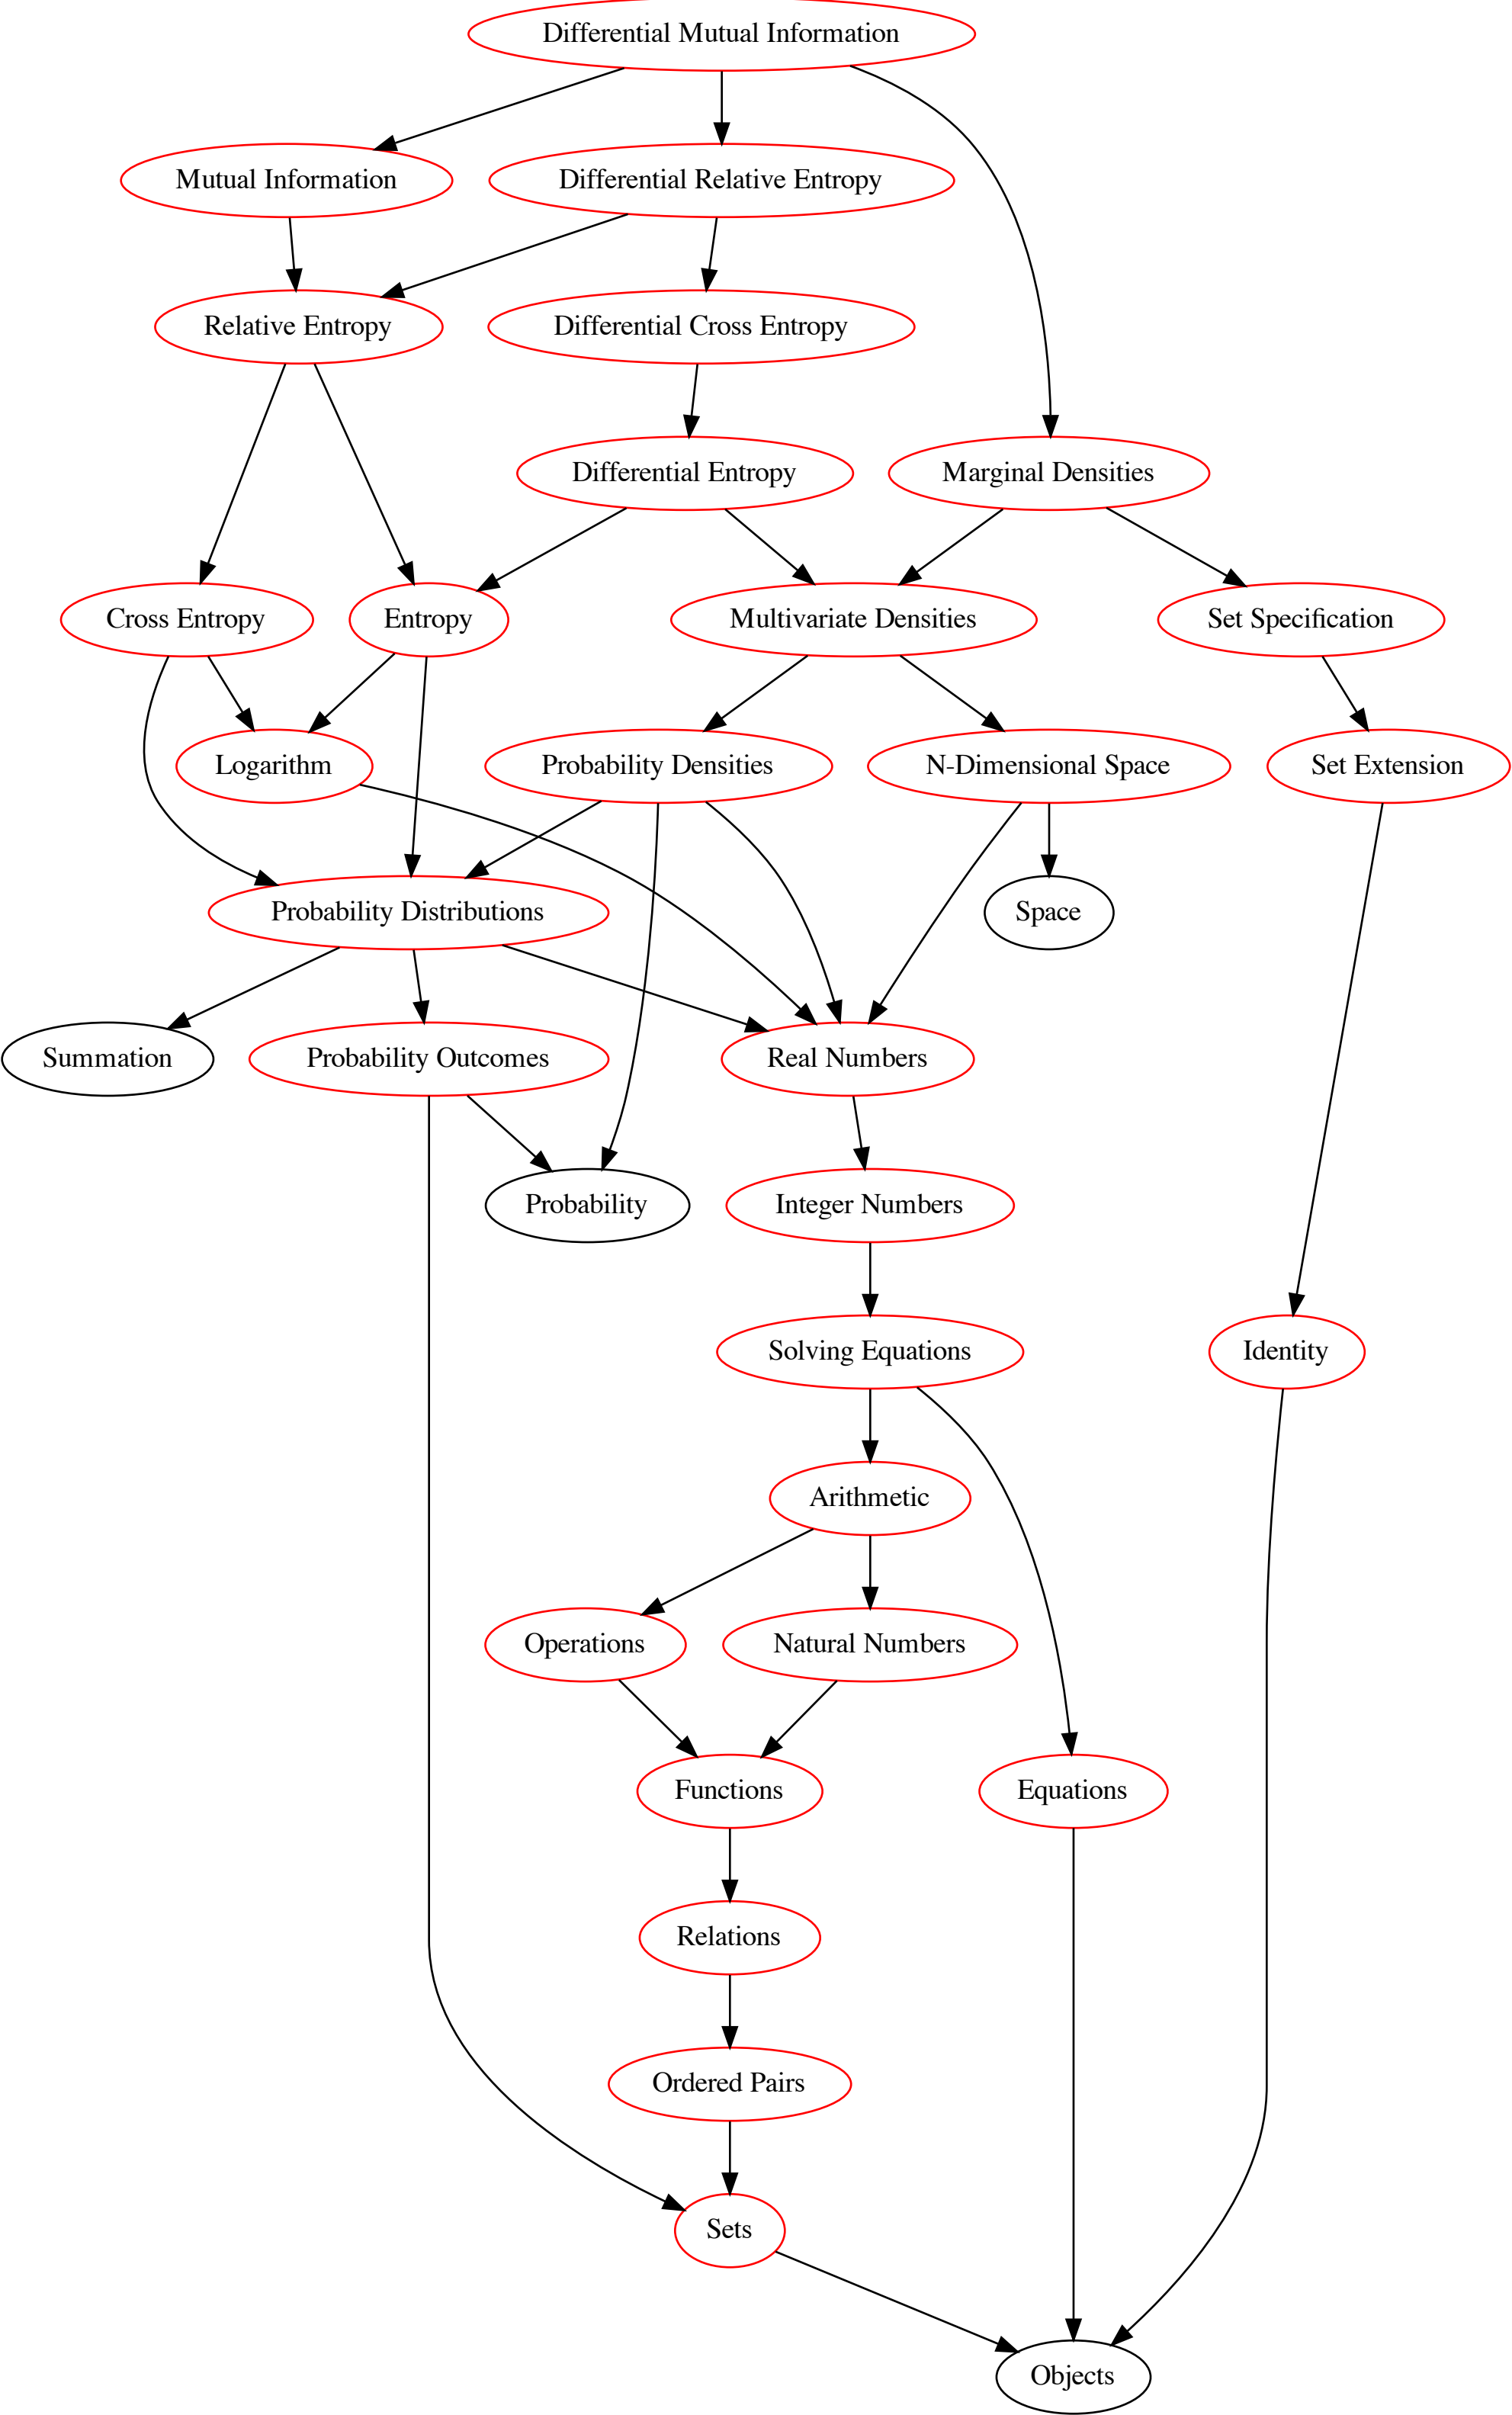 Differential Mutual Information
Mutual Information
Differential Relative Entropy
Relative Entropy
Differential Cross Entropy
Differential Entropy
Marginal Densities
Cross Entropy
Entropy
Multivariate Densities
Set Specification
Logarithm
Probability Densities
N-Dimensional Space
Set Extension
Probability Distributions
Space
Summation
Probability Outcomes
Real Numbers
Probability
Integer Numbers
Solving Equations
Identity
Arithmetic
Operations
Natural Numbers
Functions
Equations
Relations
Ordered Pairs
Sets
Objects